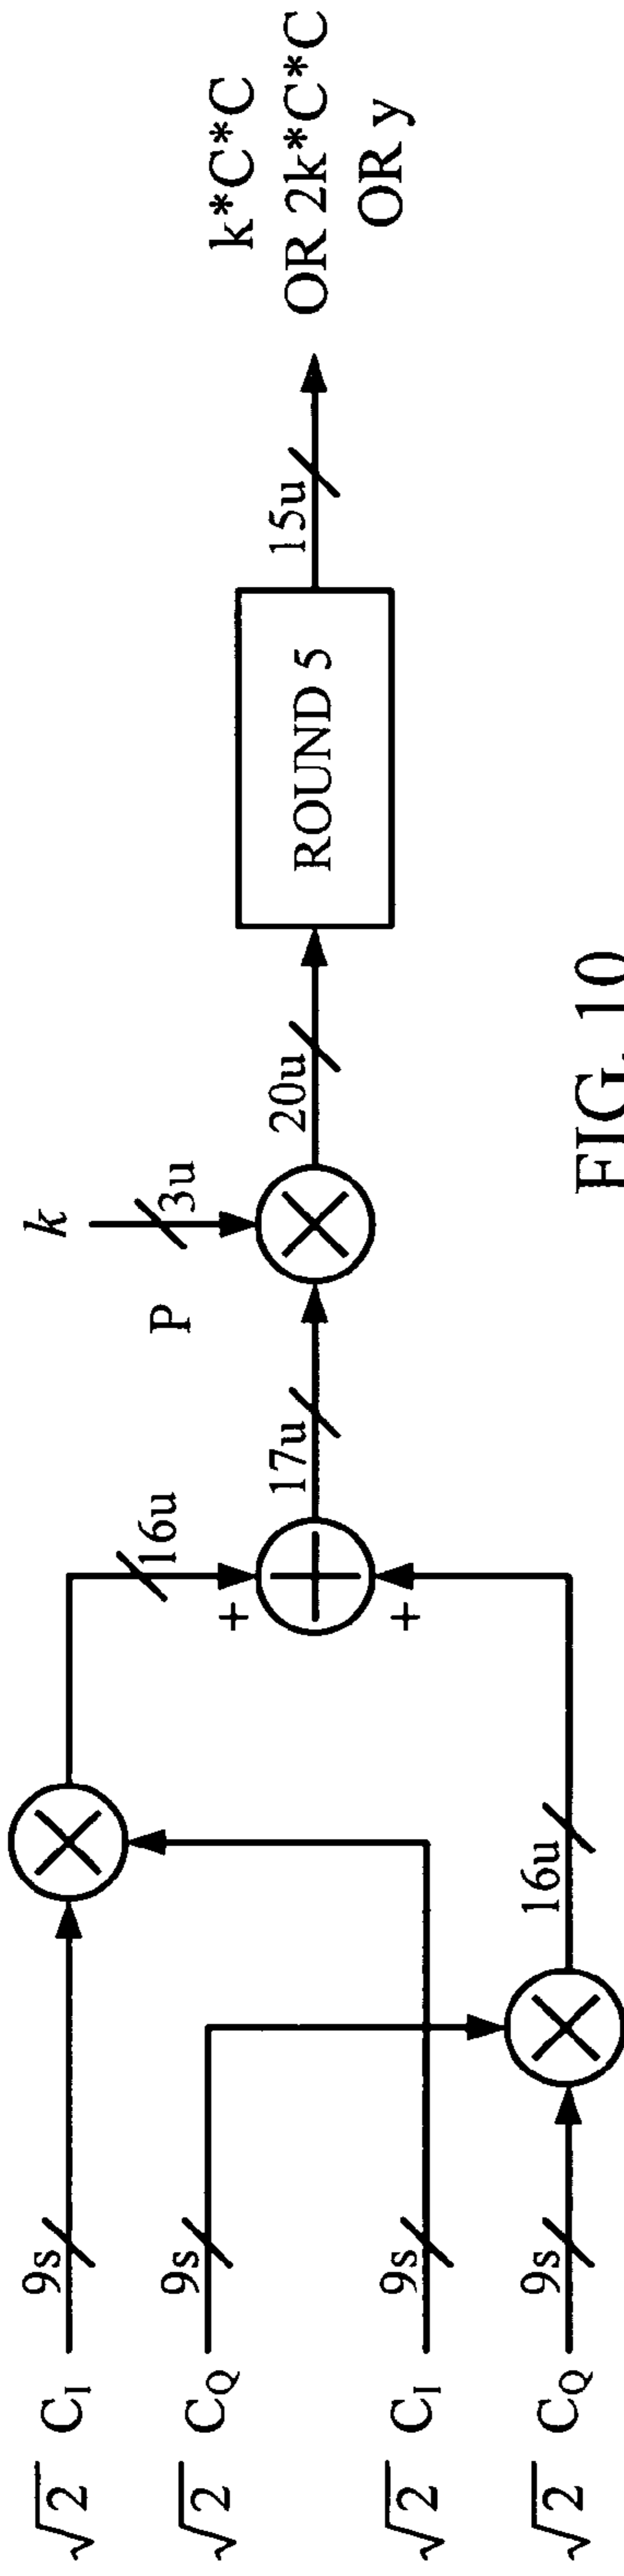 √2 C_I
9s
√2 C_Q
9s
√2 C_I
9s
√2 C_Q
9s
16u
16u
+
+
17u
P
k
3u
20u
ROUND 5
15u
k*C*C
OR 2k*C*C
OR y
FIG. 10